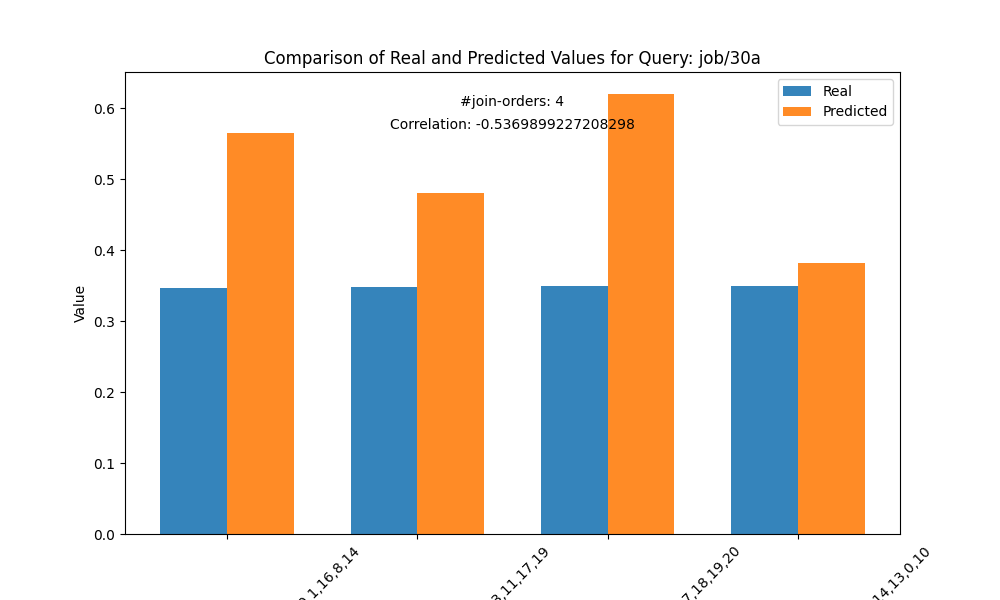 Comparison of Real and Predicted Values for Query: job/30a
#join-orders: 4
Correlation: -0.5369899227208298
Real
Predicted
Value
0.6
0.5
0.4
0.3
0.2
0.1
0.0
1,16,8,14
,11,17,19
,18,19,20
14,13,0,10